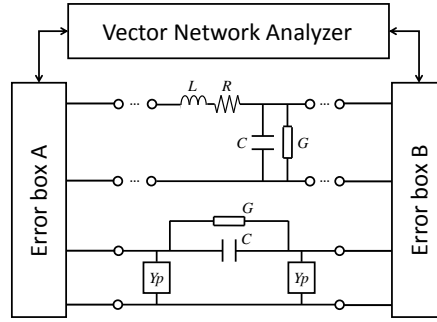 Vector Network Analyzer
Error box A
Error box B
... L R ...
C G
... ...
G
C
Yp Yp